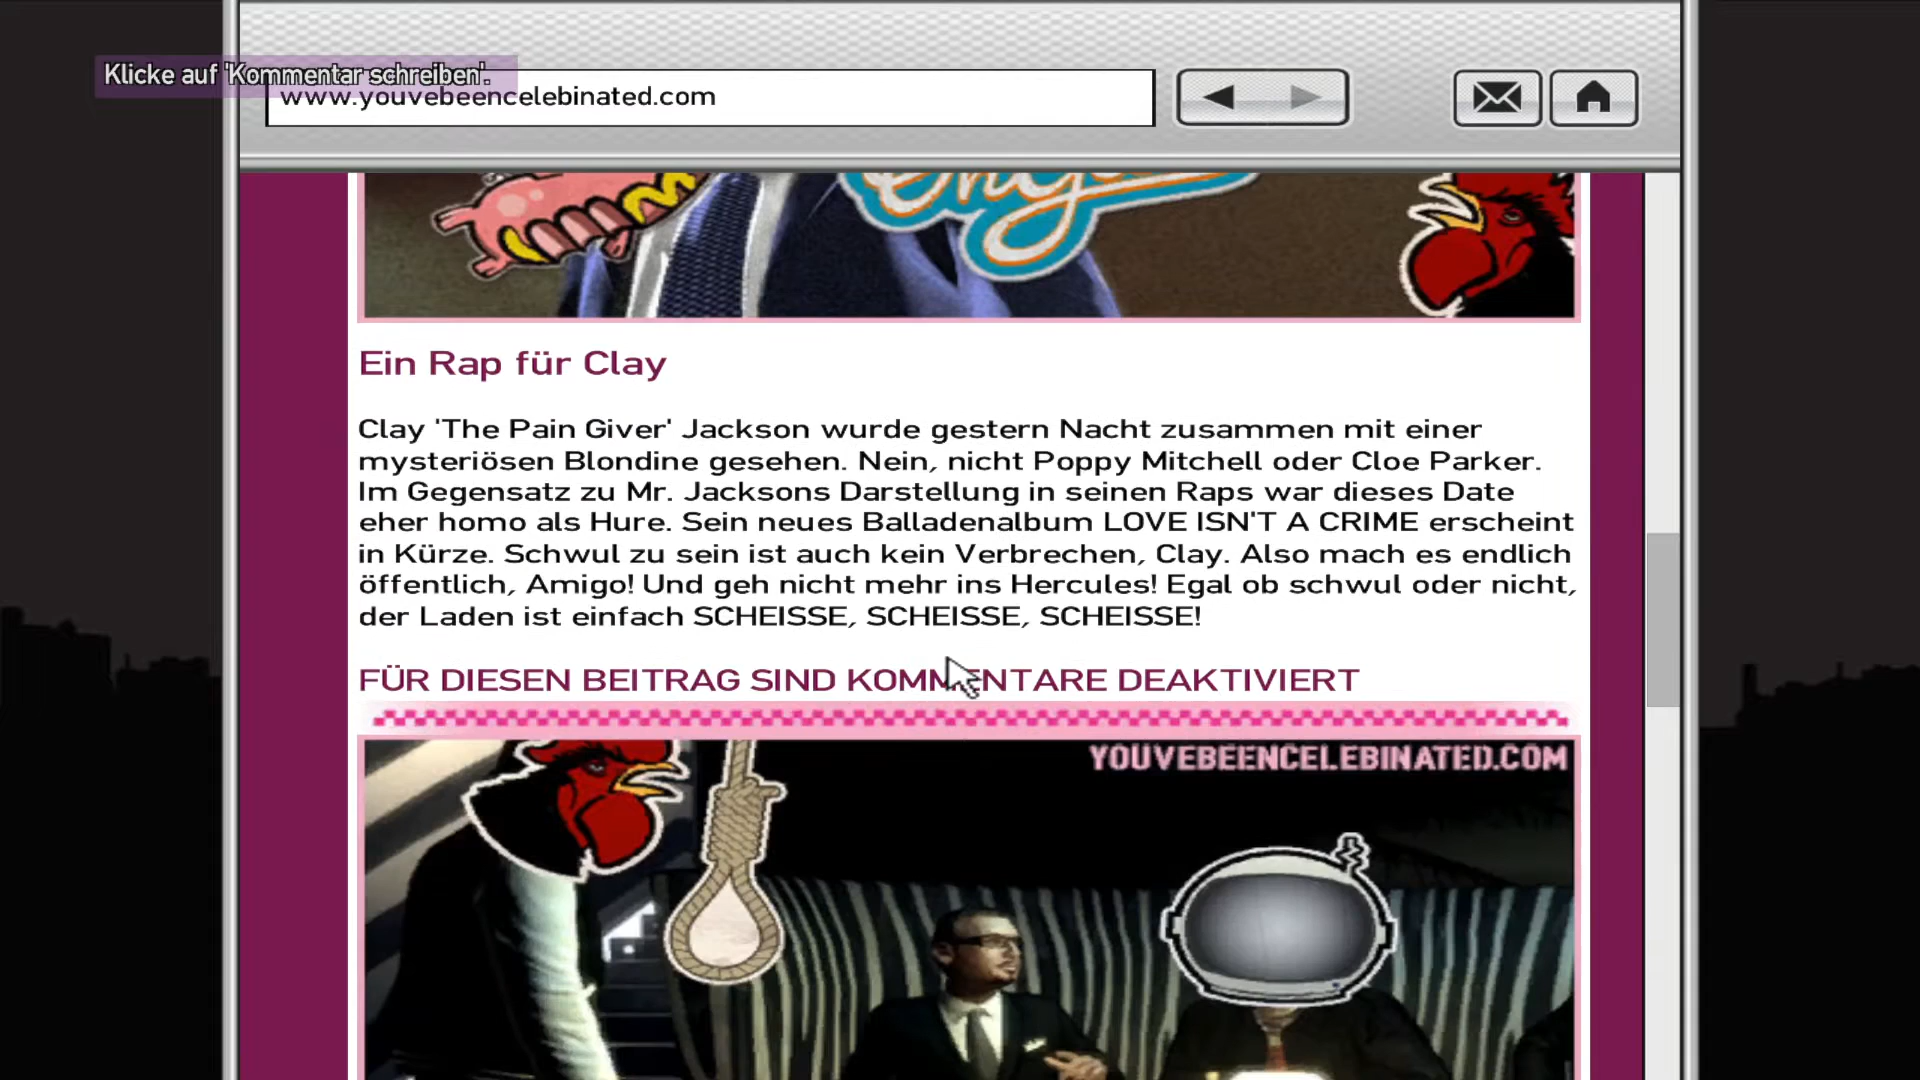 Klicke auf 'Kommentar schreiben'.
www.youvebeencelebinated.com
Ein Rap für Clay
Clay 'The Pain Giver' Jackson wurde gestern Nacht zusammen mit einer
mysteriösen Blondine gesehen. Nein, nicht Poppy Mitchell oder Cloe Parker.
Im Gegensatz zu Mr. Jacksons Darstellung in seinen Raps war dieses Date
eher homo als Hure. Sein neues Balladenalbum LOVE ISN'T A CRIME erscheint
in Kürze. Schwul zu sein ist auch kein Verbrechen, Clay. Also mach es endlich
öffentlich, Amigo! Und geh nicht mehr ins Hercules! Egal ob schwul oder nicht,
der Laden ist einfach SCHEISSE, SCHEISSE, SCHEISSE!
FÜR DIESEN BEITRAG SIND KOMMENTARE DEAKTIVIERT
YOUVEBEENCELEBINATED.COM